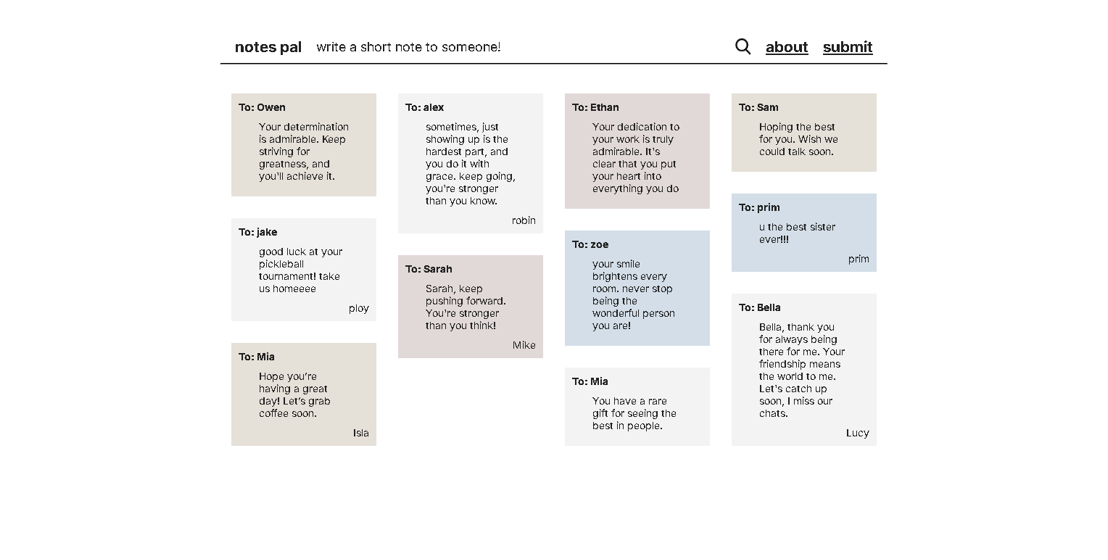 notes pal write a short note to someone! about submit
To: Owen
Your determination
is admirable. Keep
striving for
greatness, and
you'll achieve it.
To: jake
good luck at your
pickleball
tournament! take
us homeeee
ploy
To: Mia
Hope you're
having a great
day! Let's grab
coffee soon.
Isla
To: alex
sometimes, just
showing up is the
hardest part, and
you do it with
grace. keep going,
you're stronger
than you know.
robin
To: Sarah
Sarah, keep
pushing forward.
You're stronger
than you think!
Mike
To: Ethan
Your dedication to
your work is truly
admirable. It's
clear that you put
your heart into
everything you do
To: zoe
your smile
brightens every
room. never stop
being the
wonderful person
you are!
To: Mia
You have a rare
gift for seeing the
best in people.
To: Sam
Hoping the best
for you. Wish we
could talk soon.
To: prim
u the best sister
ever!!!
prim
To: Bella
Bella, thank you
for always being
there for me. Your
friendship means
the world to me.
Let's catch up
soon, I miss our
chats.
Lucy